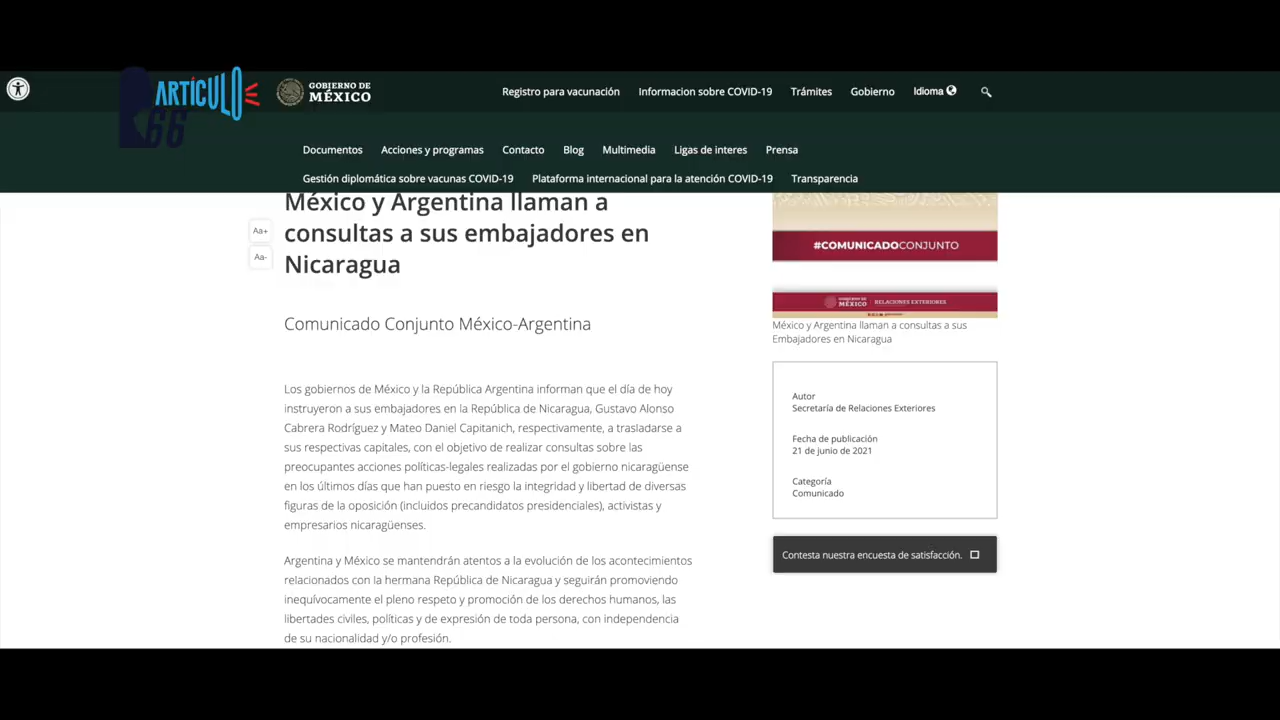 ARTÍCULO
66
GOBIERNO DE
MÉXICO
Registro para vacunación
Informacion sobre COVID-19
Trámites
Gobierno
Idioma
Documentos
Acciones y programas
Contacto
Blog
Multimedia
Ligas de interes
Prensa
Gestión diplomática sobre vacunas COVID-19
Plataforma internacional para la atención COVID-19
Transparencia
Aa+
Aa-
México y Argentina llaman a
consultas a sus embajadores en
Nicaragua
Comunicado Conjunto México-Argentina
Los gobiernos de México y la República Argentina informan que el día de hoy
instruyeron a sus embajadores en la República de Nicaragua, Gustavo Alonso
Cabrera Rodríguez y Mateo Daniel Capitanich, respectivamente, a trasladarse a
sus respectivas capitales, con el objetivo de realizar consultas sobre las
preocupantes acciones políticas-legales realizadas por el gobierno nicaragüense
en los últimos días que han puesto en riesgo la integridad y libertad de diversas
figuras de la oposición (incluidos precandidatos presidenciales), activistas y
empresarios nicaragüenses.
Argentina y México se mantendrán atentos a la evolución de los acontecimientos
relacionados con la hermana República de Nicaragua y seguirán promoviendo
inequívocamente el pleno respeto y promoción de los derechos humanos, las
libertades civiles, políticas y de expresión de toda persona, con independencia
de su nacionalidad y/o profesión.
#COMUNICADOCONJUNTO
GOBIERNO DE
MÉXICO
RELACIONES EXTERIORES
México y Argentina llaman a consultas a sus
Embajadores en Nicaragua
Autor
Secretaría de Relaciones Exteriores
Fecha de publicación
21 de junio de 2021
Categoría
Comunicado
Contesta nuestra encuesta de satisfacción.